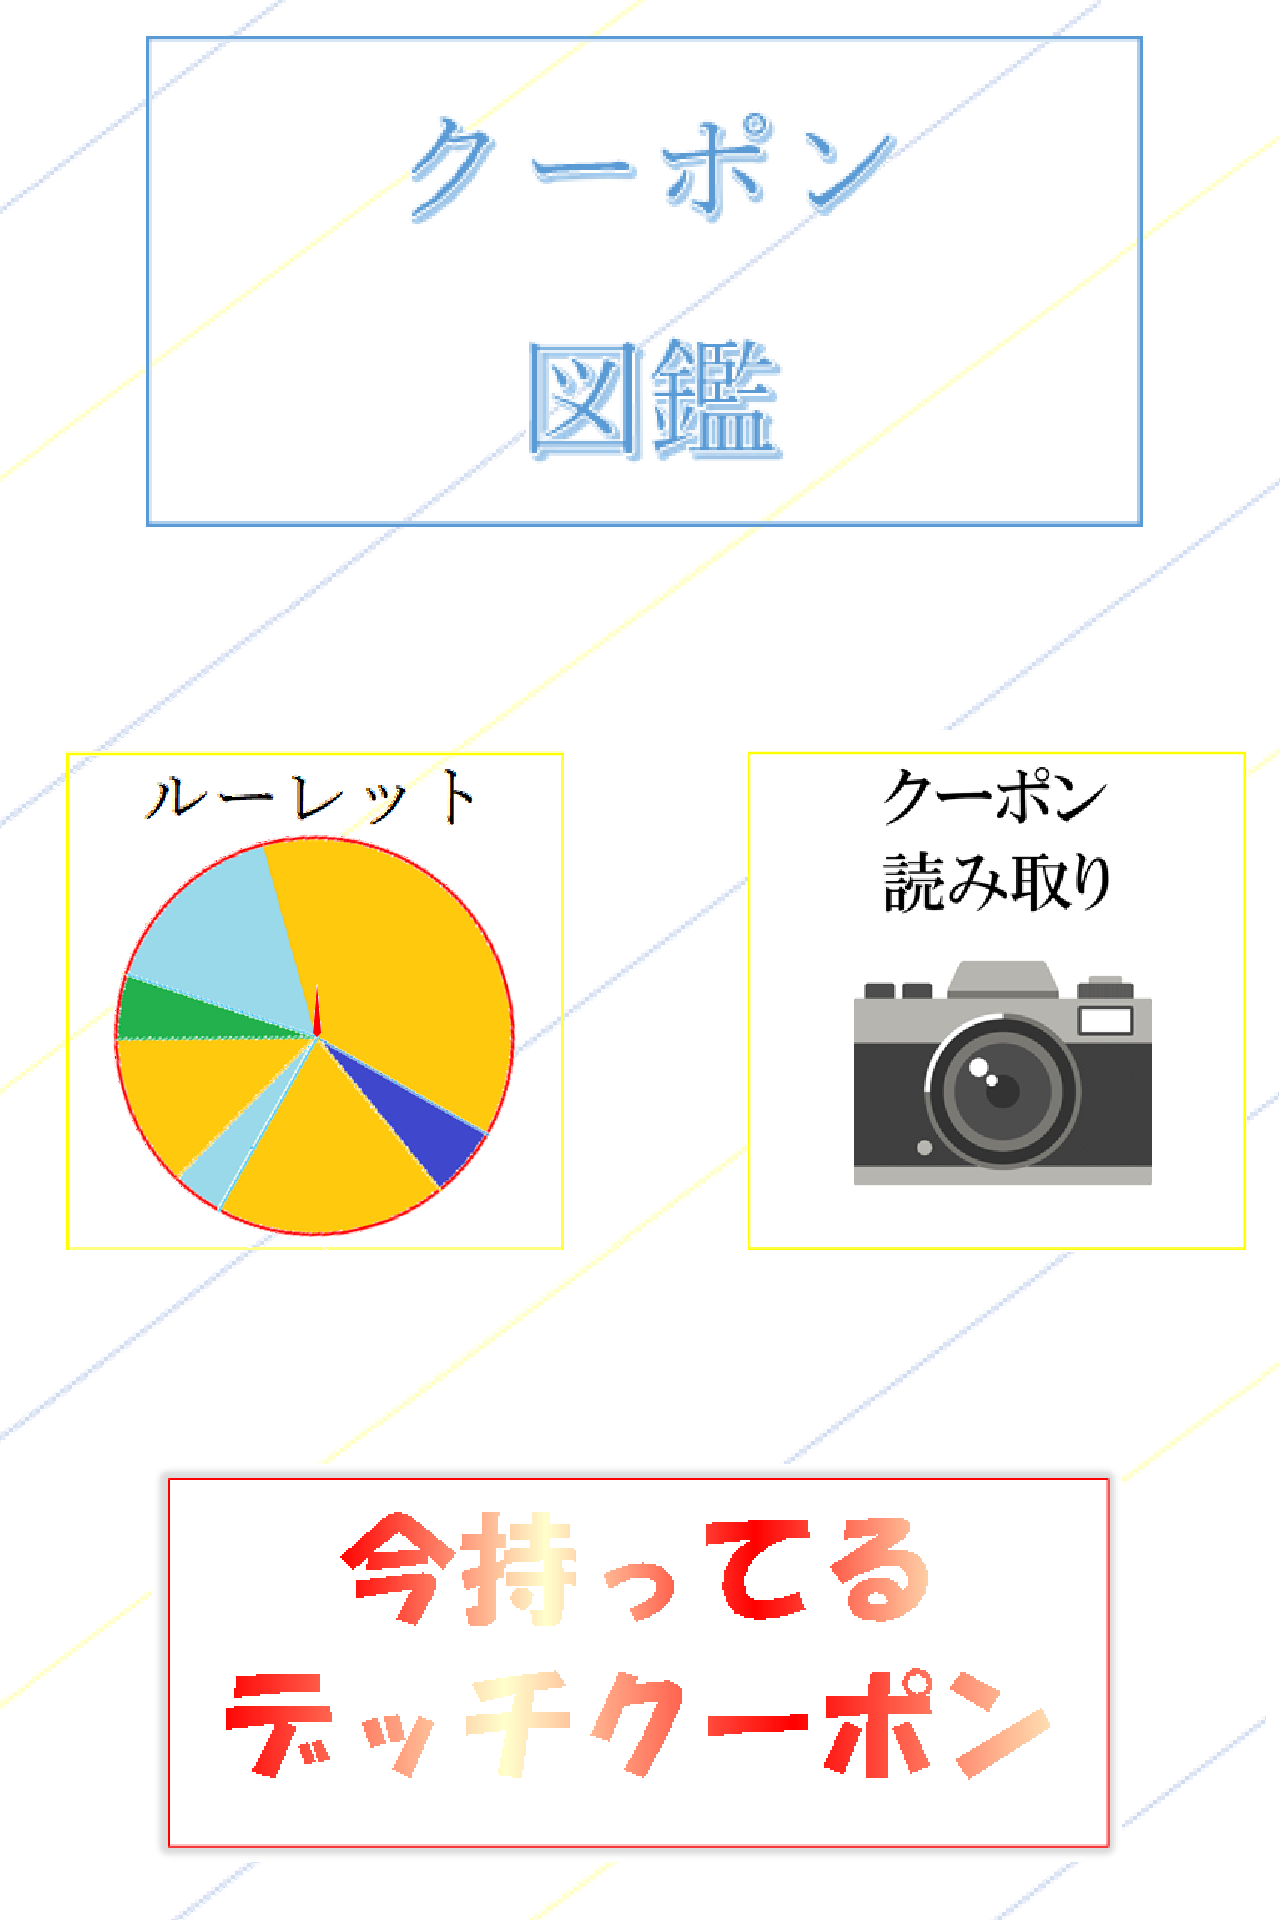 クーポン
図鑑
ルーレット
クーポン
読み取り
今持ってる
デッチクーポン